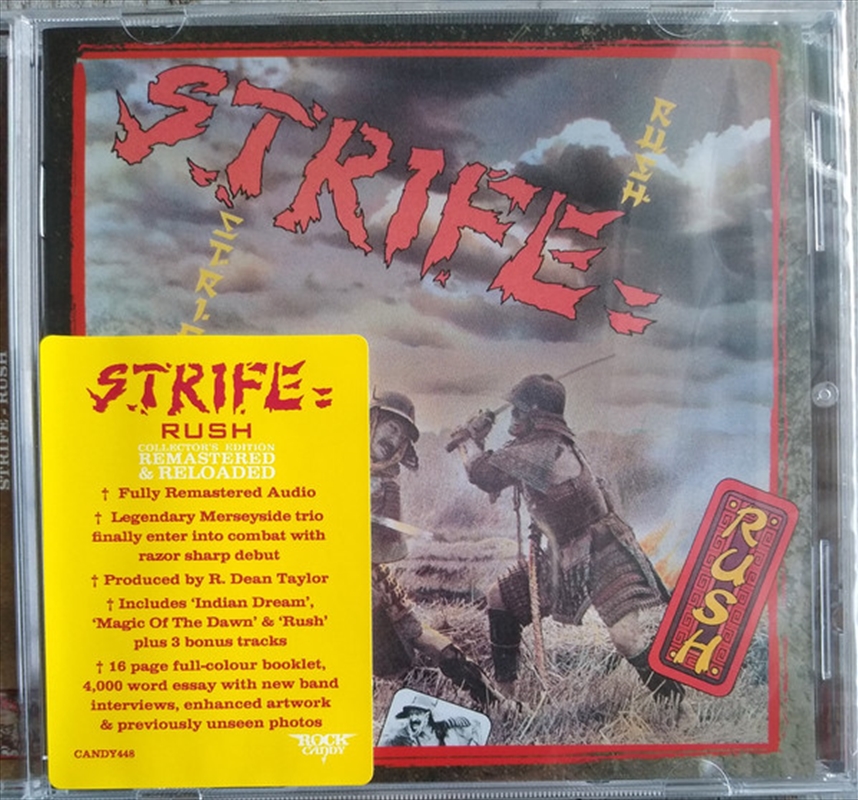 STRIFE
RUSH
STRIF
STRIFE - RUSH
STRIFE
RUSH
COLLECTOR'S EDITION
REMASTERED
& RELOADED
† Fully Remastered Audio
† Legendary Merseyside trio
finally enter into combat with
razor sharp debut
† Produced by R. Dean Taylor
† Includes ‘Indian Dream’,
‘Magic Of The Dawn’ & ‘Rush’
plus 3 bonus tracks
† 16 page full-colour booklet,
4,000 word essay with new band
interviews, enhanced artwork
& previously unseen photos
CANDY448
ROCK
CANDY
RUSH